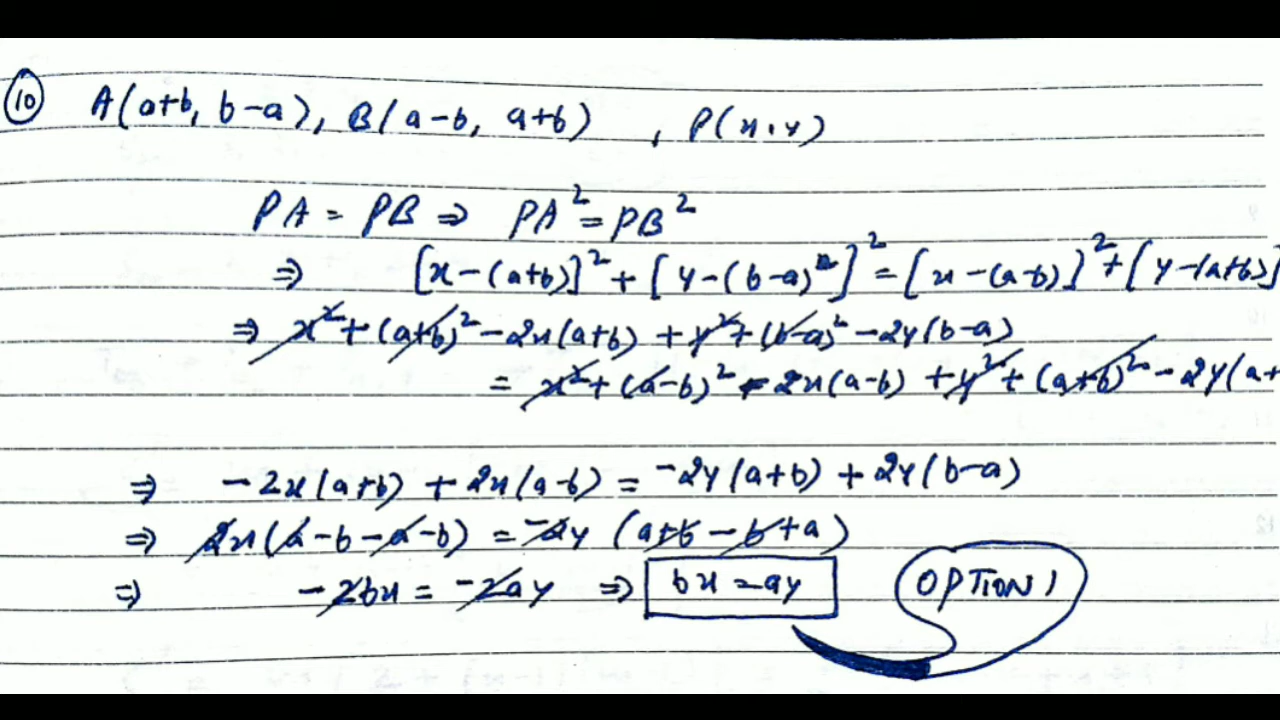 (10) A(a+b, b-a), B(a-b, a+b) , P(x,y)
PA = PB ⇒ PA² = PB²
⇒ [x-(a+b)]² + [y-(b-a)]² = [x-(a-b)]² + [y-(a+b)]
⇒ x² + (a+b)² - 2x(a+b) + y² + (b-a)² - 2y(b-a)
= x² + (a-b)² - 2x(a-b) + y² + (a+b)² - 2y(a+
⇒ -2x(a+b) + 2x(a-b) = -2y(a+b) + 2y(b-a)
⇒ 2x(a-b-a-b) = -2y (a+b-b+a)
⇒ -2bx = -2ay ⇒ bx = ay
OPTION 1